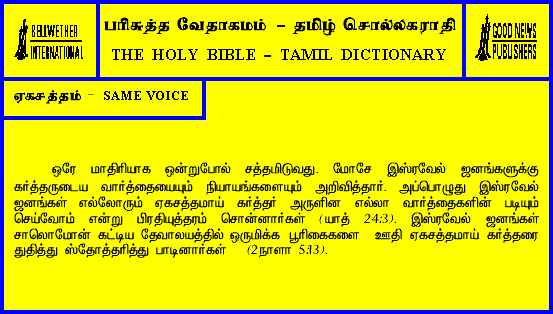 BELLWETHER
INTERNATIONAL
பரிசுத்த வேதாகமம் - தமிழ் சொல்லகராதி
THE HOLY BIBLE - TAMIL DICTIONARY
GOOD NEWS
PUBLISHERS
ஏகசத்தம் - SAME VOICE
ஒரே மாதிரியாக ஒன்றுபோல் சத்தமிடுவது. மோசே இஸ்ரவேல் ஜனங்களுக்கு
கர்த்தருடைய வார்த்தையையும் நியாயங்களையும் அறிவித்தார். அப்பொழுது இஸ்ரவேல்
ஜனங்கள் எல்லோரும் ஏகசத்தமாய் கர்த்தர் அருளின எல்லா வார்த்தைகளின் படியும்
செய்வோம் என்று பிரதியுத்தரம் சொன்னார்கள் (யாத் 24:3). இஸ்ரவேல் ஜனங்கள்
சாலொமோன் கட்டிய தேவாலயத்தில் ஒருமிக்க பூரிகைகளை ஊதி ஏகசத்தமாய் கர்த்தரை
துதித்து ஸ்தோத்தரித்து பாடினார்கள் (2நாளா 5:13).